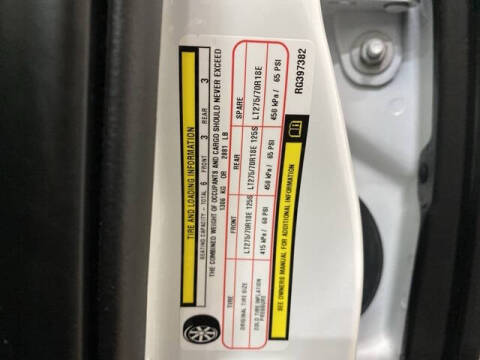 TIRE AND LOADING INFORMATION
SEATING CAPACITY - TOTAL 6 FRONT 3 REAR 3
THE COMBINED WEIGHT OF OCCUPANTS AND CARGO SHOULD NEVER EXCEED
1306 KG OR 2881 LB
TIRE FRONT REAR SPARE
ORIGINAL TIRE SIZE LT275/70R18E 125S LT275/70R18E 125S LT275/70R18E
COLD TIRE INFLATION PRESSURE 415 kPa / 60 PSI 450 kPa / 65 PSI 450 kPa / 65 PSI
SEE OWNERS MANUAL FOR ADDITIONAL INFORMATION
RG397382